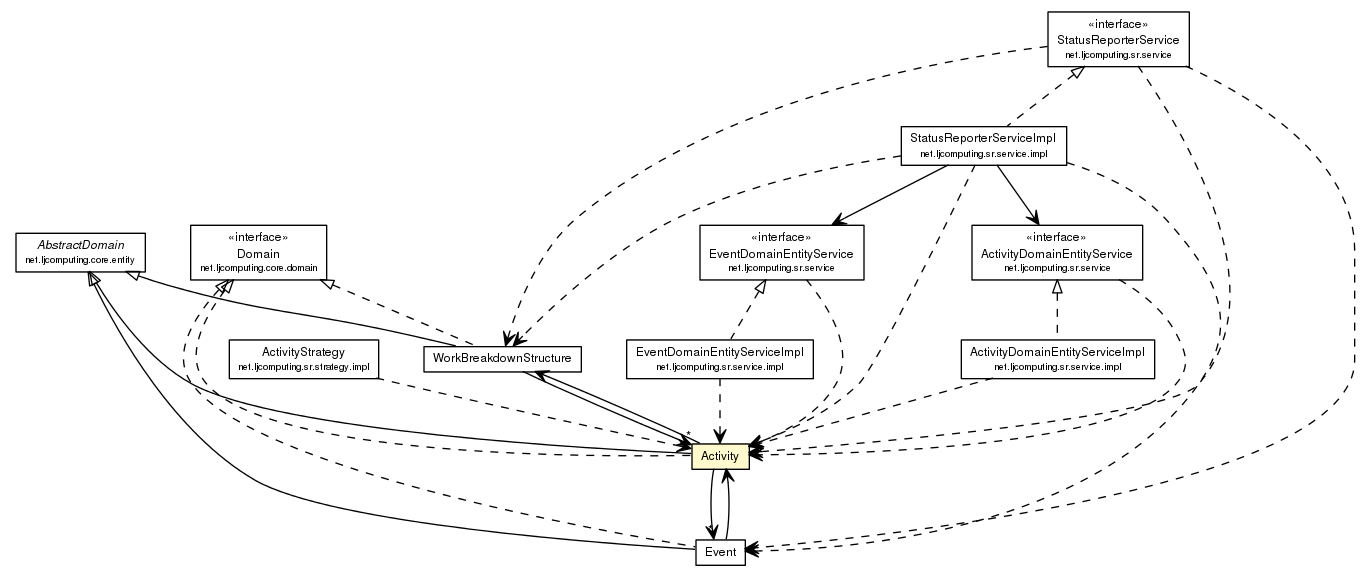 «interface»
StatusReporterService
net.ljcomputing.sr.service
StatusReporterServiceImpl
net.ljcomputing.sr.service.impl
AbstractDomain
net.ljcomputing.core.entity
«interface»
Domain
net.ljcomputing.core.domain
«interface»
EventDomainEntityService
net.ljcomputing.sr.service
«interface»
ActivityDomainEntityService
net.ljcomputing.sr.service
ActivityStrategy
net.ljcomputing.sr.strategy.impl
WorkBreakdownStructure
EventDomainEntityServiceImpl
net.ljcomputing.sr.service.impl
ActivityDomainEntityServiceImpl
net.ljcomputing.sr.service.impl
*
Activity
*
Event